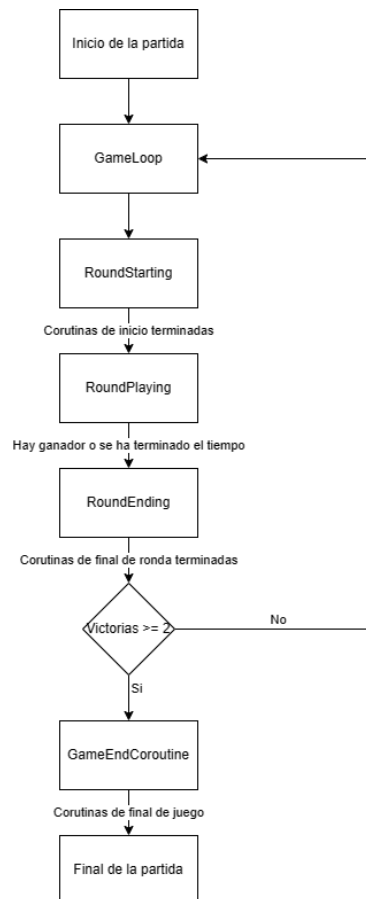 Inicio de la partida
GameLoop
RoundStarting
Corutinas de inicio terminadas
RoundPlaying
Hay ganador o se ha terminado el tiempo
RoundEnding
Corutinas de final de ronda terminadas
Victorias >= 2
No
Si
GameEndCoroutine
Corutinas de final de juego
Final de la partida